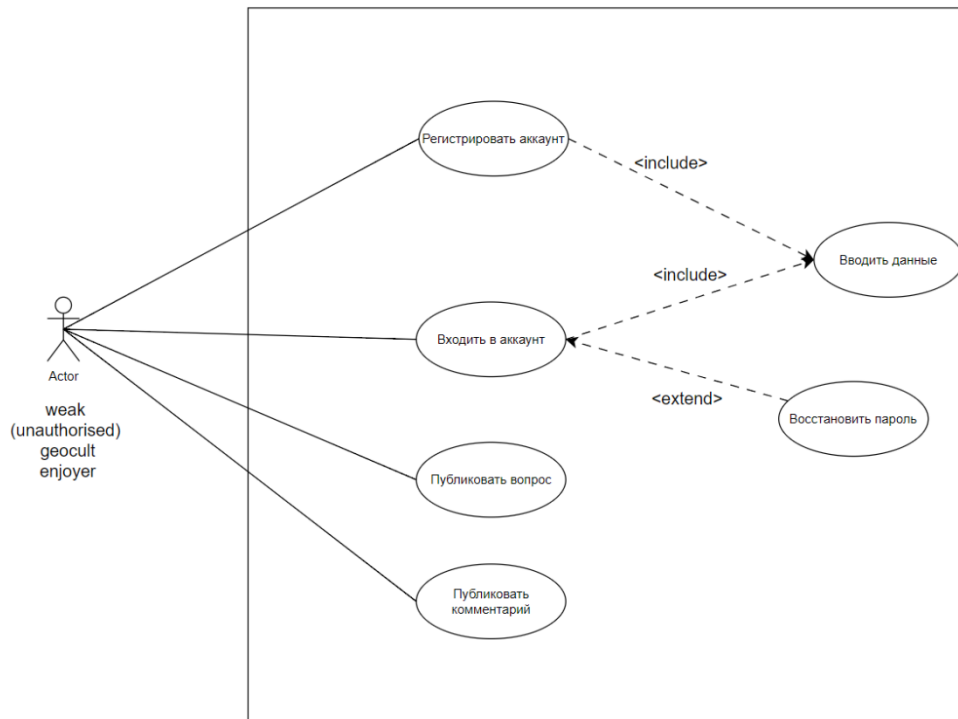 Регистрировать аккаунт
<include>
Вводить данные
<include>
Входить в аккаунт
Actor
weak
(unauthorised)
geocult
enjoyer
<extend>
Восстановить пароль
Публиковать вопрос
Публиковать
комментарий